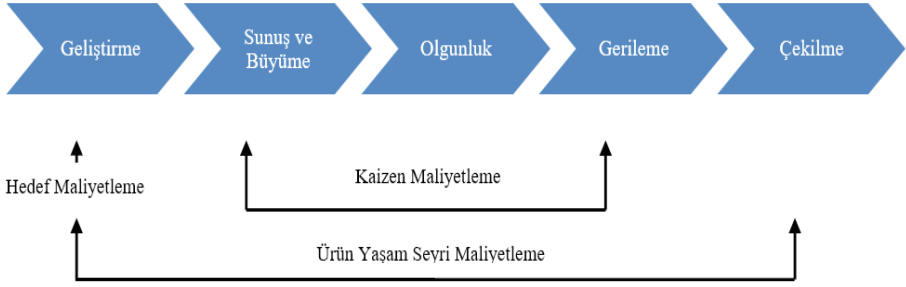 Geliştirme
Sunuş ve
Büyüme
Olgunluk
Gerileme
Çekilme
Hedef Maliyetleme
Kaizen Maliyetleme
Ürün Yaşam Seyri Maliyetleme